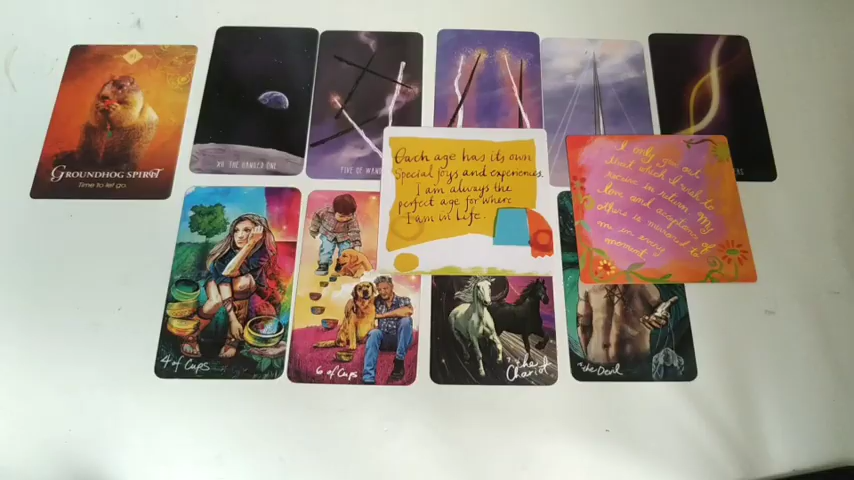 GROUNDHOG SPIRIT
Time to let go
XII THE HANGED ONE
FIVE OF WAND
Each age has its own
Special joys and experiences.
I am always the
perfect age for where
I am in life.
I only give out
that which I wish to
receive in return. My
love and acceptance of
others is mirrored to
me in every
moment.
4 of Cups
6 of Cups
7 The
Chariot
The Devil